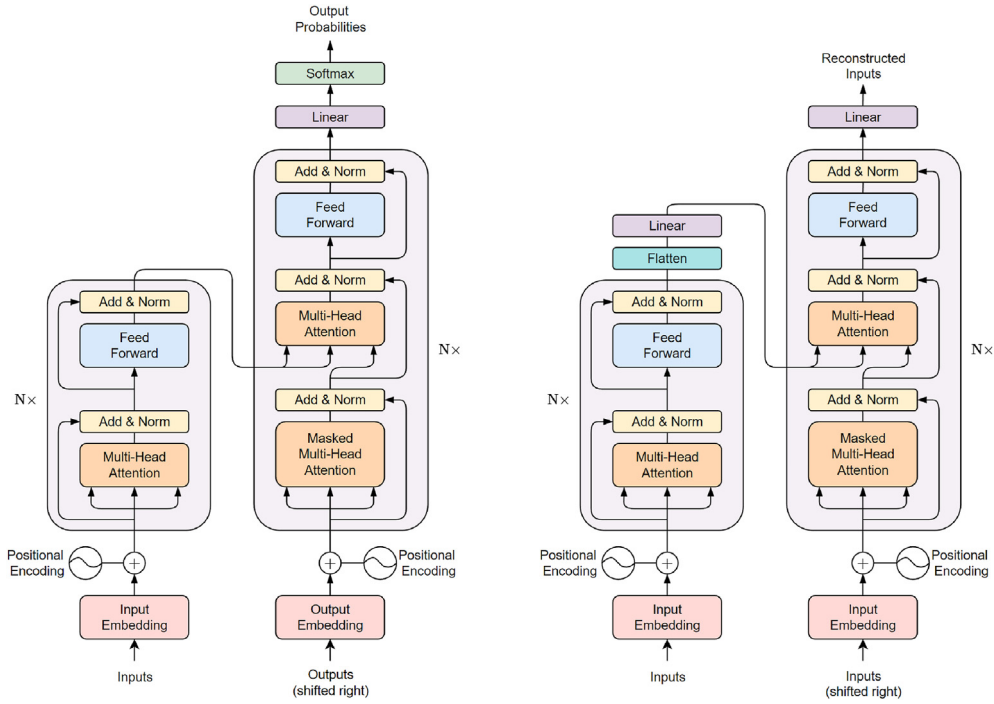 Output
Probabilities
Softmax
Linear
Add & Norm
Feed
Forward
Add & Norm
Multi-Head
Attention
N×
Add & Norm
Masked
Multi-Head
Attention
Positional
Encoding
Output
Embedding
Outputs
(shifted right)
Add & Norm
Feed
Forward
N×
Add & Norm
Multi-Head
Attention
Positional
Encoding
Input
Embedding
Inputs
Reconstructed
Inputs
Linear
Add & Norm
Feed
Forward
Add & Norm
Multi-Head
Attention
N×
Add & Norm
Masked
Multi-Head
Attention
Positional
Encoding
Input
Embedding
Inputs
(shifted right)
Linear
Flatten
Add & Norm
Feed
Forward
N×
Add & Norm
Multi-Head
Attention
Positional
Encoding
Input
Embedding
Inputs